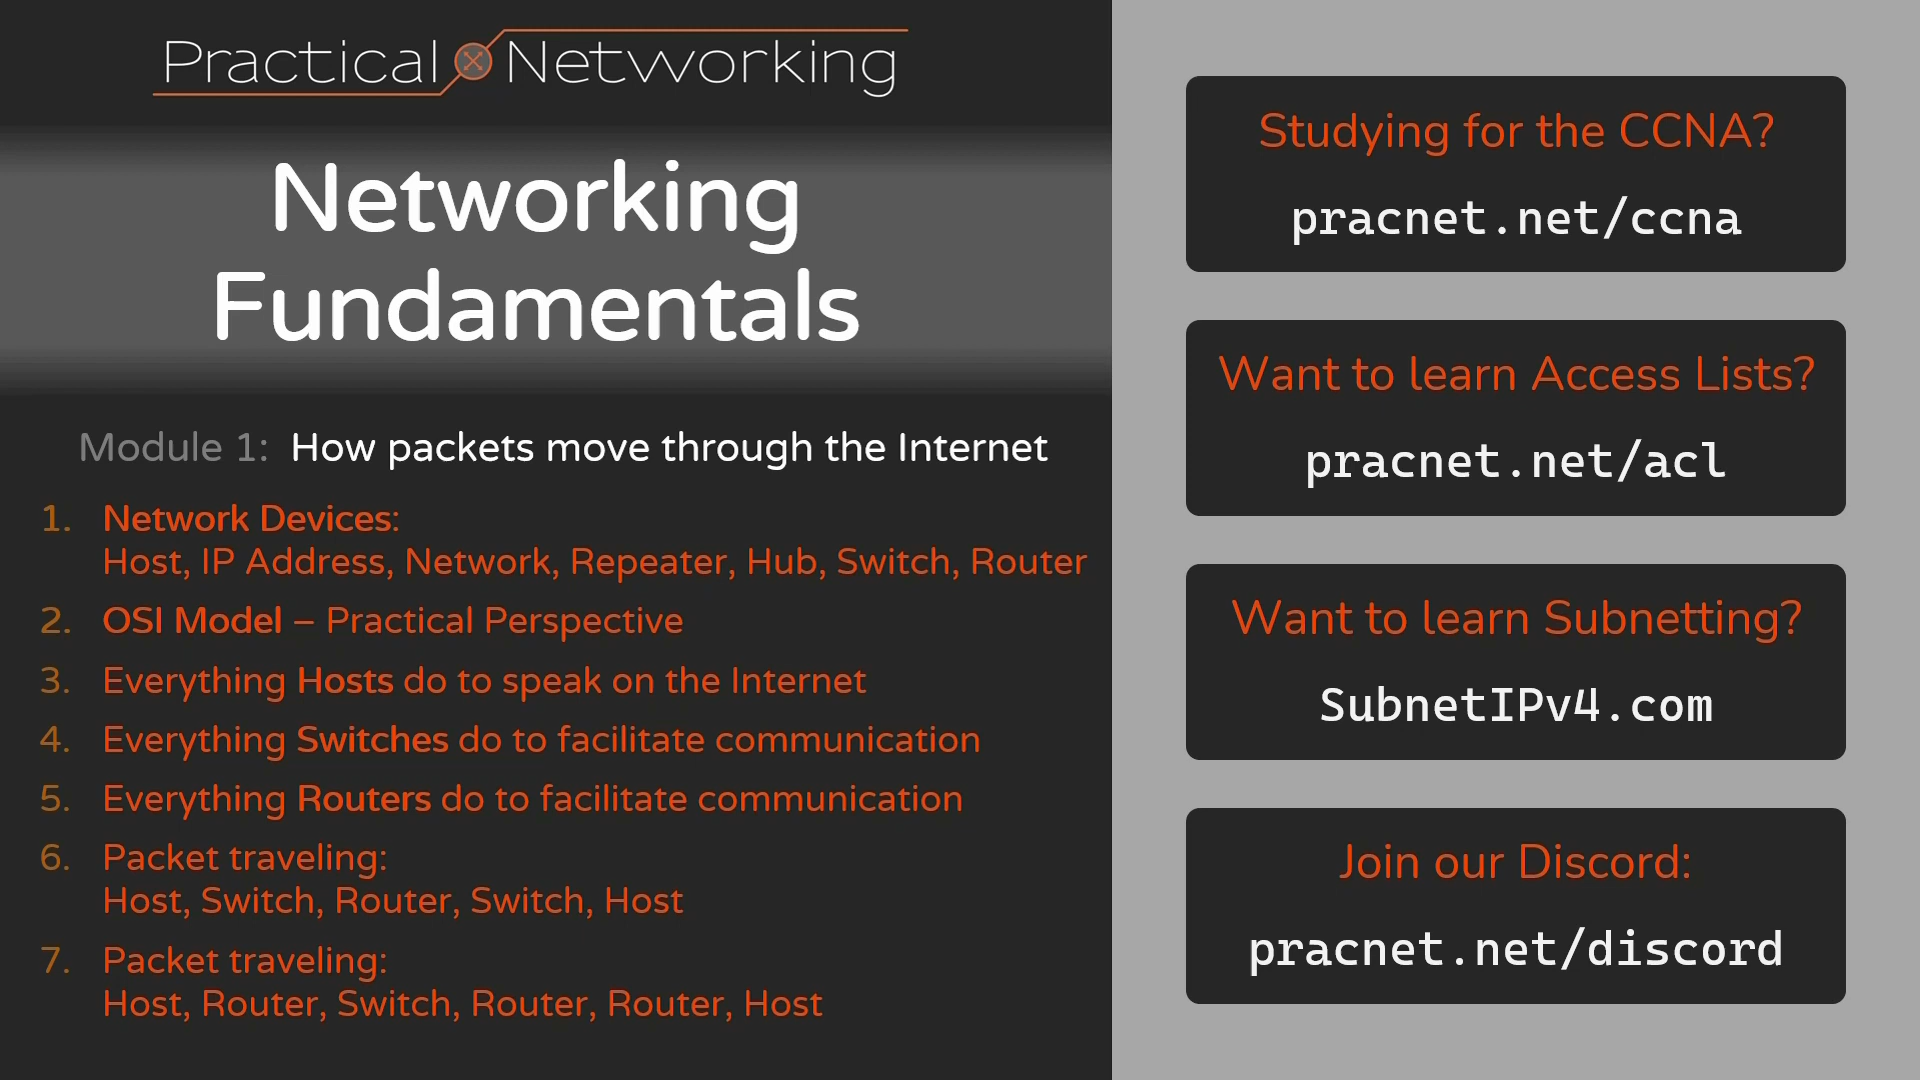 Practical Networking
Networking
Fundamentals
Module 1: How packets move through the Internet
1. Network Devices:
Host, IP Address, Network, Repeater, Hub, Switch, Router
2. OSI Model – Practical Perspective
3. Everything Hosts do to speak on the Internet
4. Everything Switches do to facilitate communication
5. Everything Routers do to facilitate communication
6. Packet traveling:
Host, Switch, Router, Switch, Host
7. Packet traveling:
Host, Router, Switch, Router, Router, Host
Studying for the CCNA?
pracnet.net/ccna
Want to learn Access Lists?
pracnet.net/acl
Want to learn Subnetting?
SubnetIPv4.com
Join our Discord:
pracnet.net/discord